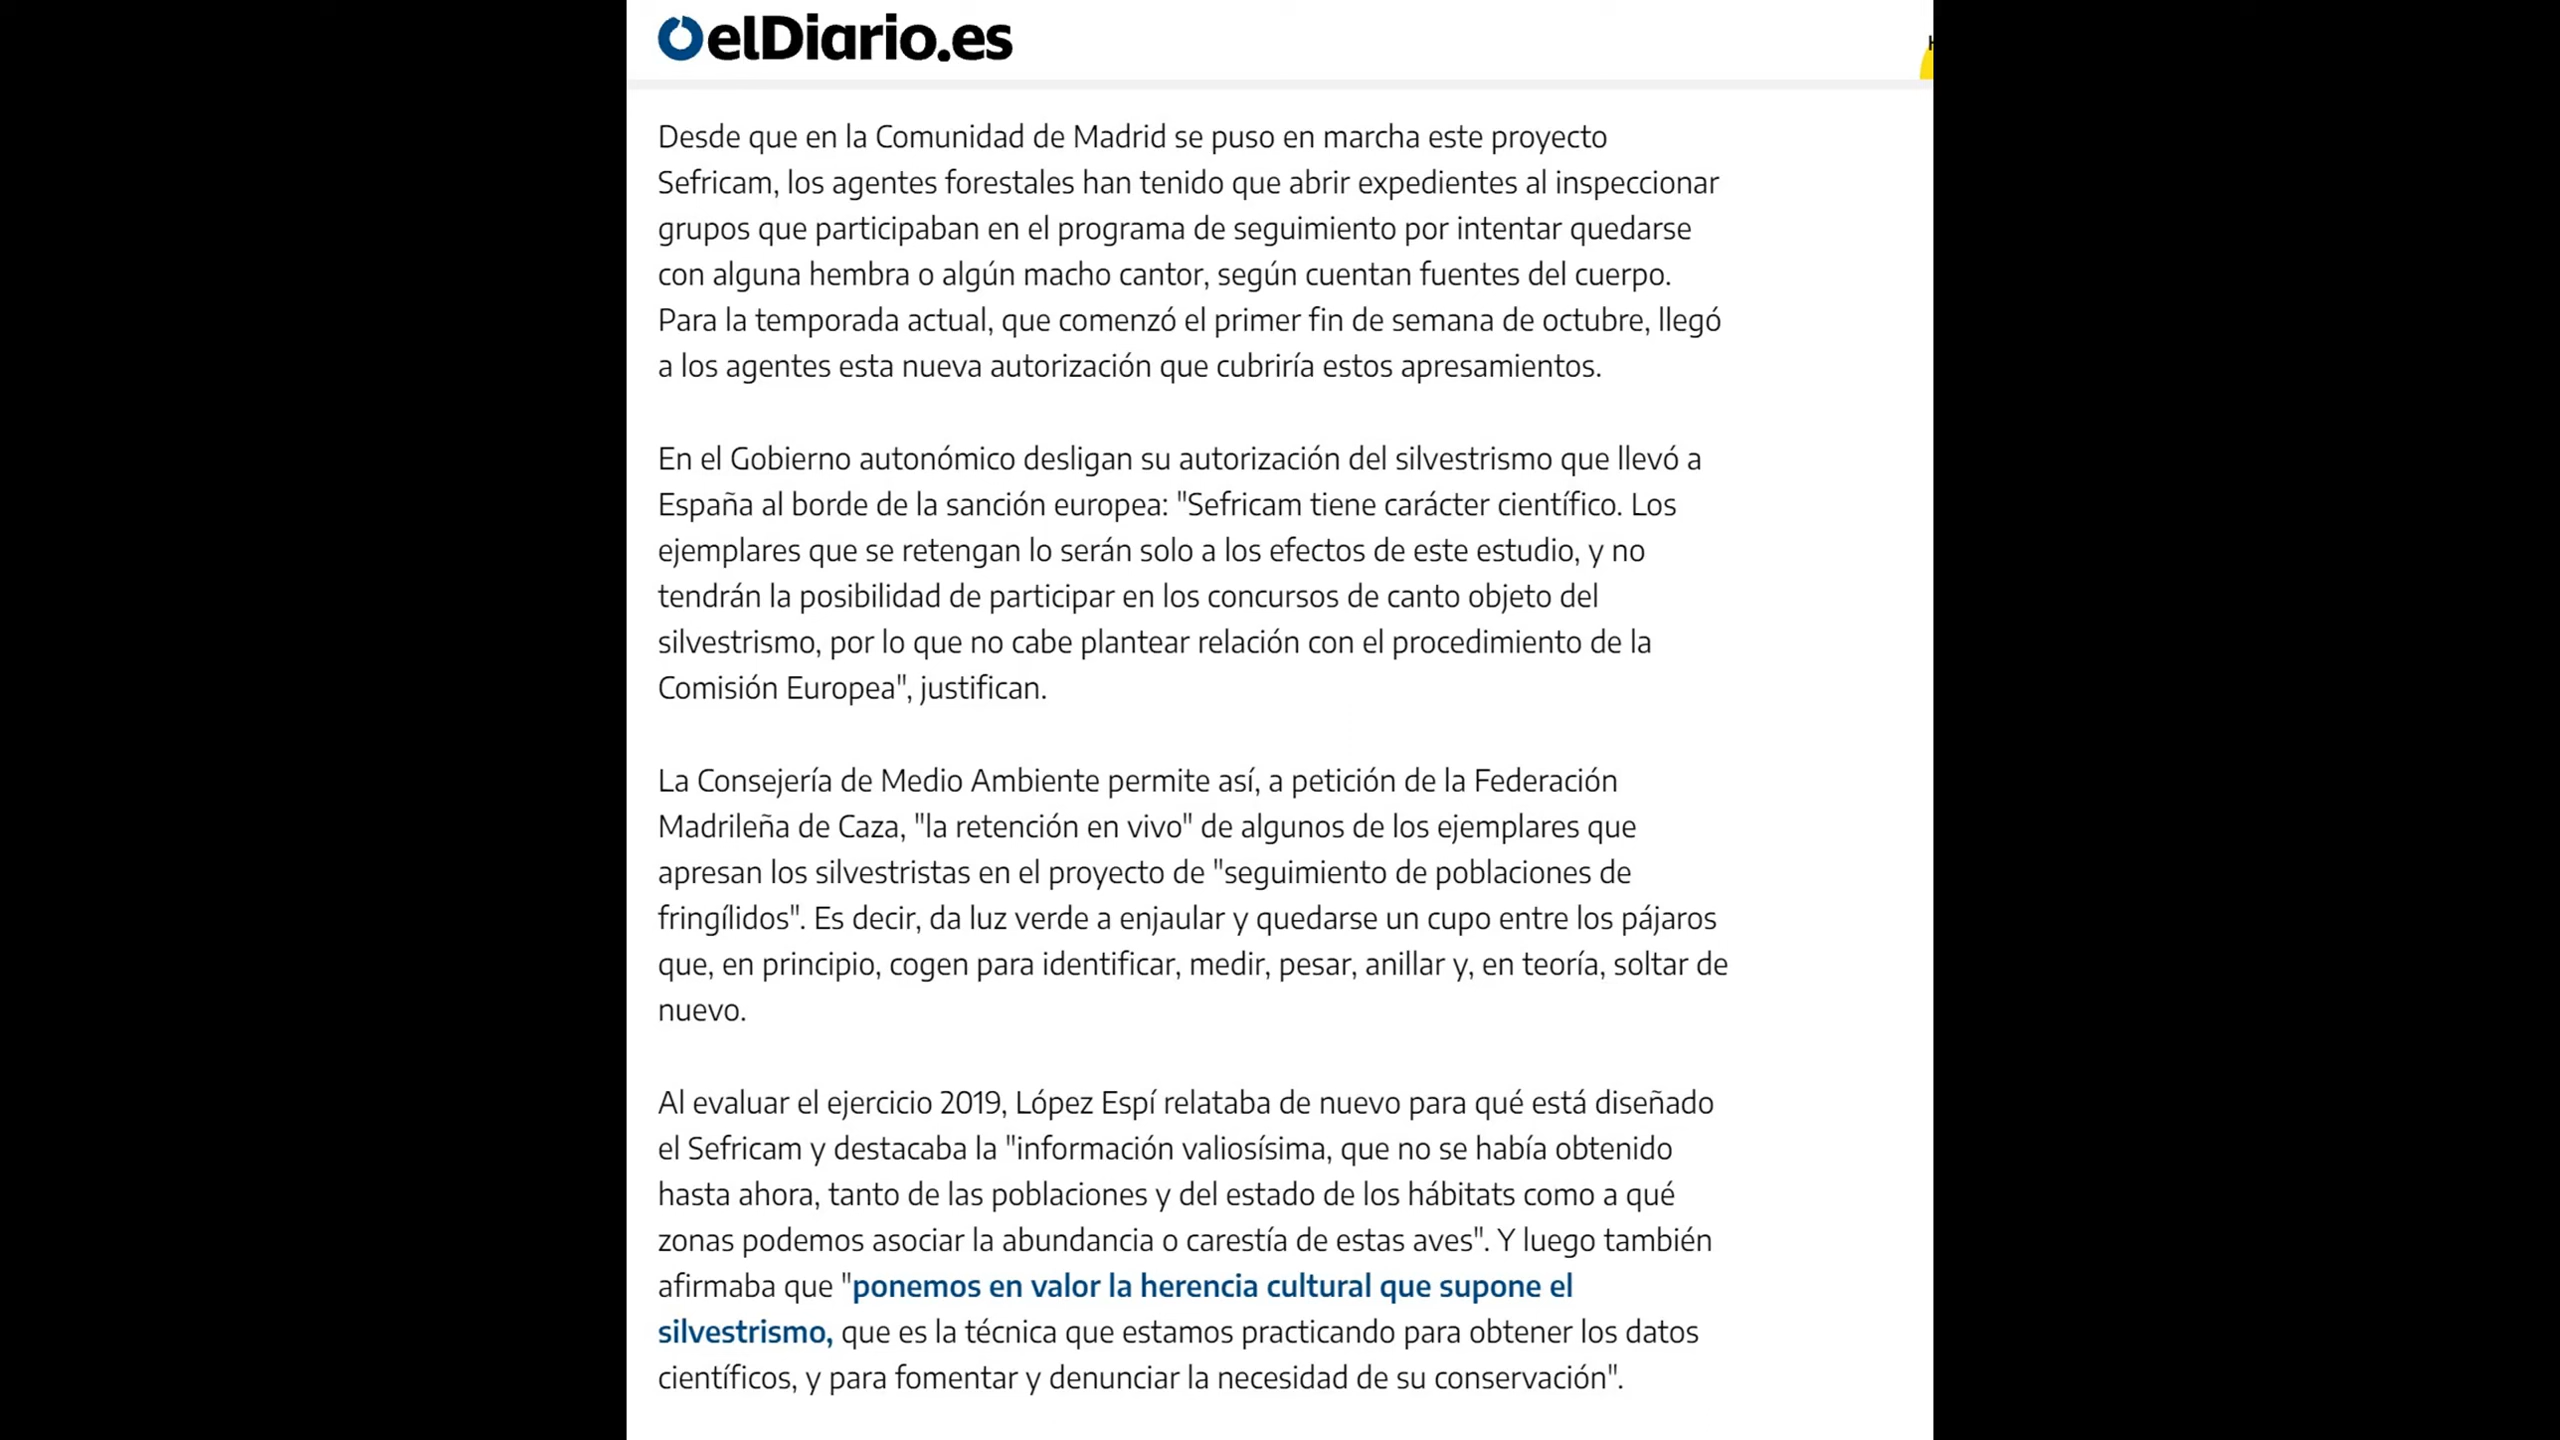 elDiario.es
Desde que en la Comunidad de Madrid se puso en marcha este proyecto
Sefricam, los agentes forestales han tenido que abrir expedientes al inspeccionar
grupos que participaban en el programa de seguimiento por intentar quedarse
con alguna hembra o algún macho cantor, según cuentan fuentes del cuerpo.
Para la temporada actual, que comenzó el primer fin de semana de octubre, llegó
a los agentes esta nueva autorización que cubriría estos apresamientos.
En el Gobierno autonómico desligan su autorización del silvestrismo que llevó a
España al borde de la sanción europea: "Sefricam tiene carácter científico. Los
ejemplares que se retengan lo serán solo a los efectos de este estudio, y no
tendrán la posibilidad de participar en los concursos de canto objeto del
silvestrismo, por lo que no cabe plantear relación con el procedimiento de la
Comisión Europea", justifican.
La Consejería de Medio Ambiente permite así, a petición de la Federación
Madrileña de Caza, "la retención en vivo" de algunos de los ejemplares que
apresan los silvestristas en el proyecto de "seguimiento de poblaciones de
fringílidos". Es decir, da luz verde a enjaular y quedarse un cupo entre los pájaros
que, en principio, cogen para identificar, medir, pesar, anillar y, en teoría, soltar de
nuevo.
Al evaluar el ejercicio 2019, López Espí relataba de nuevo para qué está diseñado
el Sefricam y destacaba la "información valiosísima, que no se había obtenido
hasta ahora, tanto de las poblaciones y del estado de los hábitats como a qué
zonas podemos asociar la abundancia o carestía de estas aves". Y luego también
afirmaba que "ponemos en valor la herencia cultural que supone el
silvestrismo, que es la técnica que estamos practicando para obtener los datos
científicos, y para fomentar y denunciar la necesidad de su conservación".